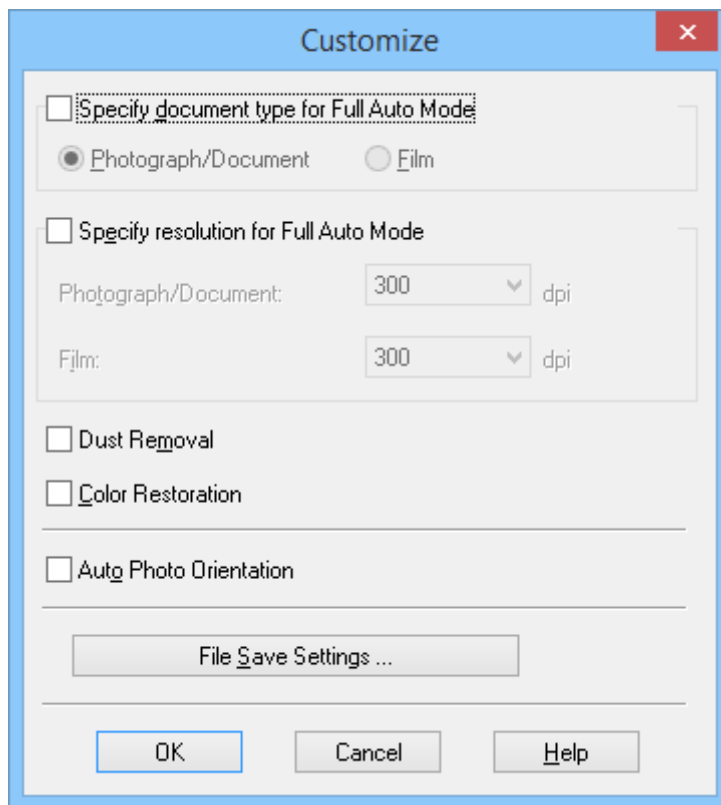 Customize
Specify document type for Full Auto Mode
Photograph/Document Film
Specify resolution for Full Auto Mode
Photograph/Document: 300 dpi
Film: 300 dpi
Dust Removal
Color Restoration
Auto Photo Orientation
File Save Settings ...
OK Cancel Help